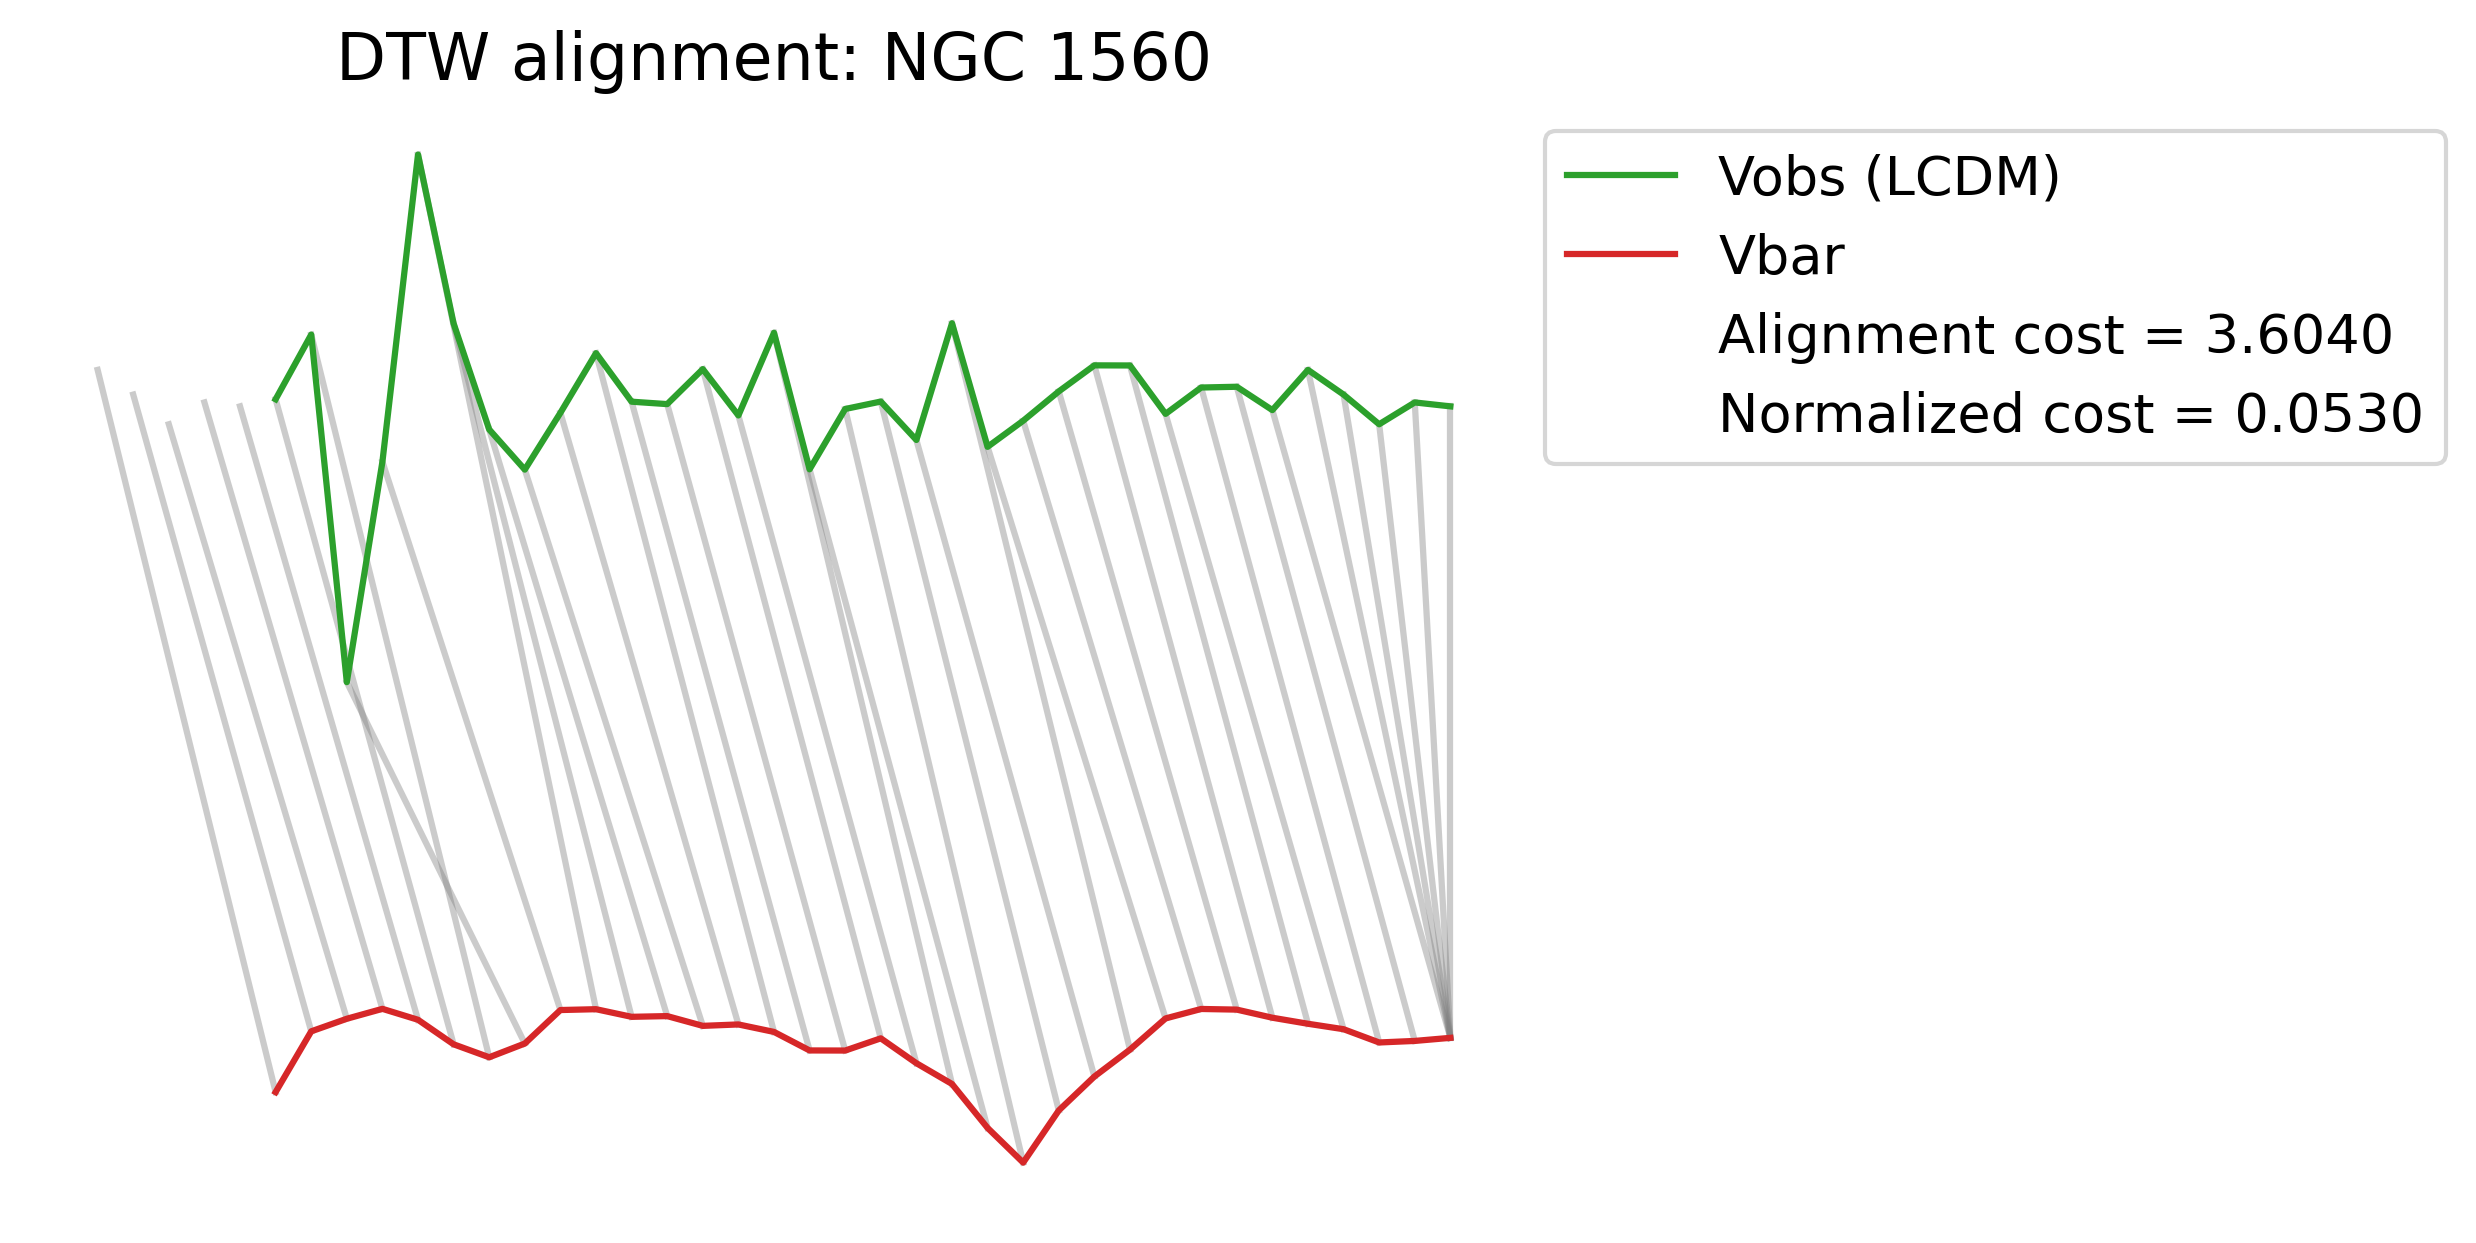 DTW alignment: NGC 1560
Vobs (LCDM)
Vbar
Alignment cost = 3.6040
Normalized cost = 0.0530